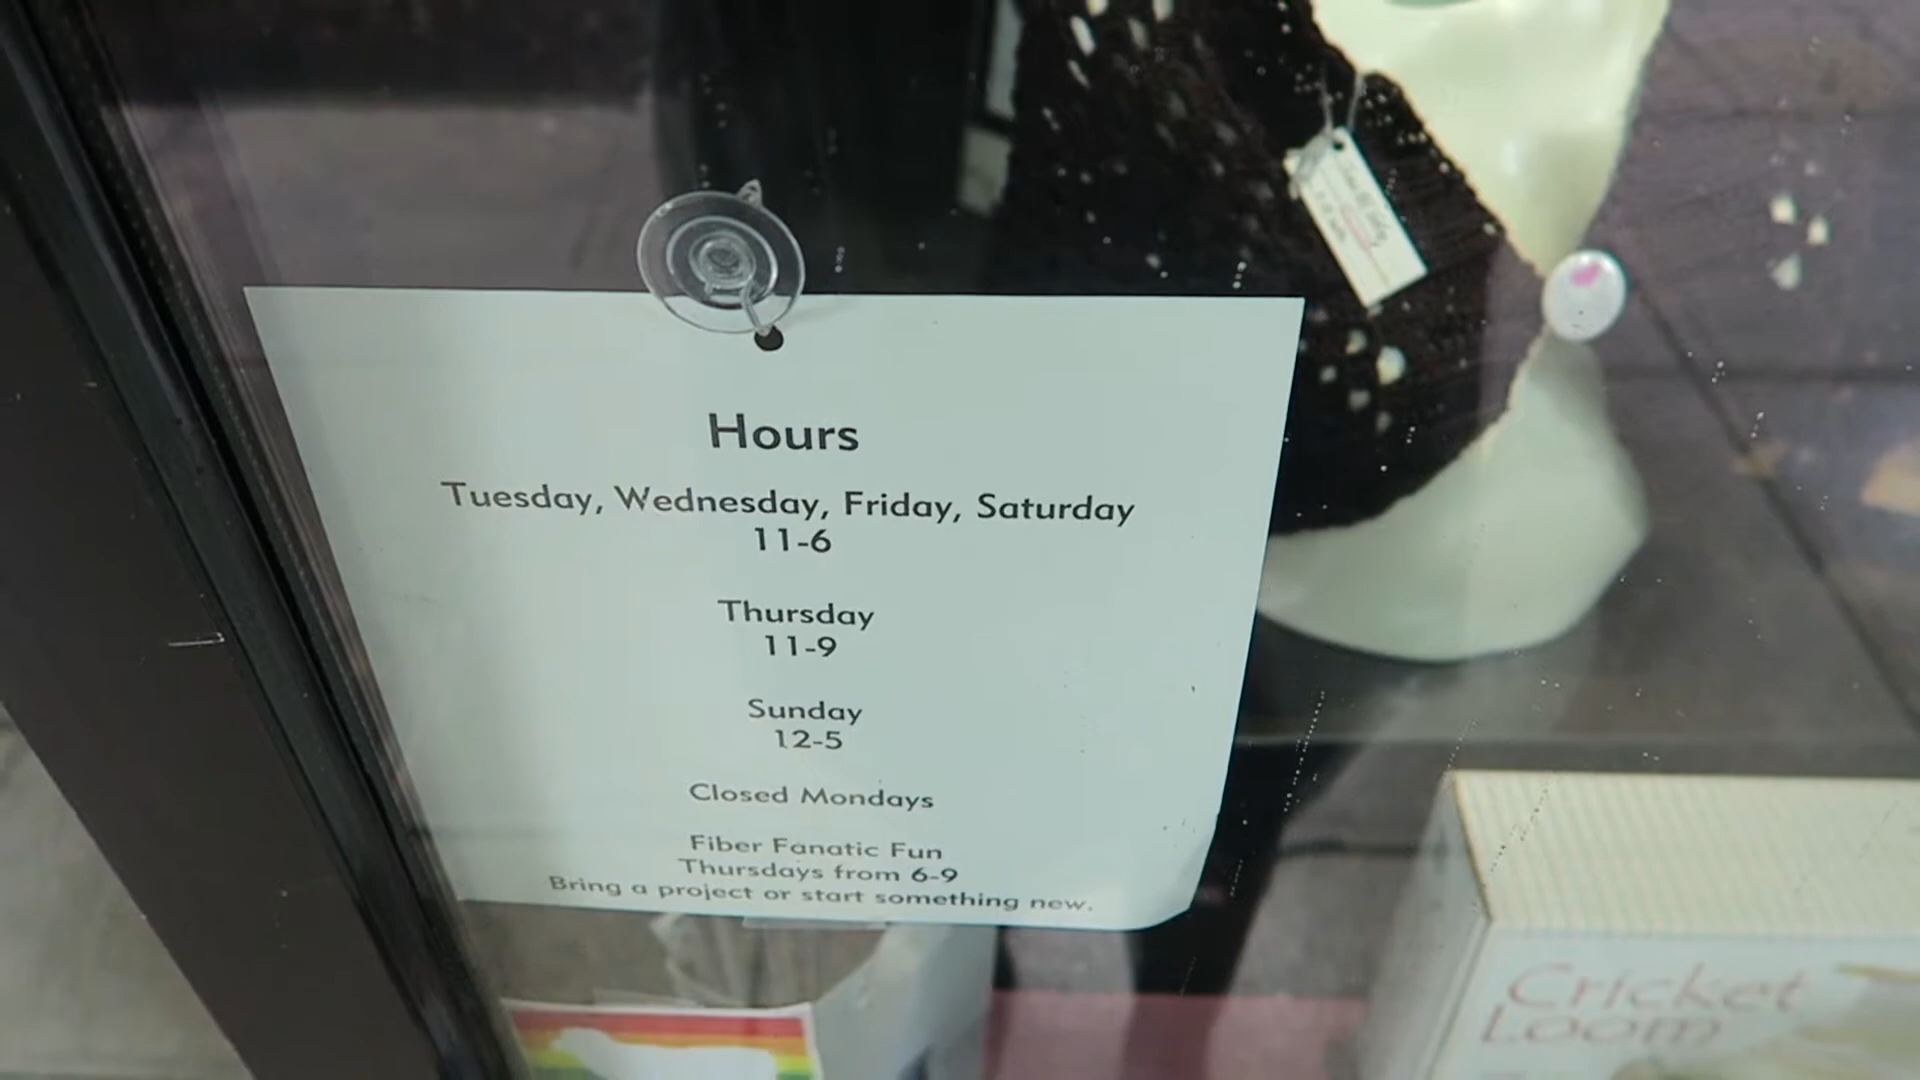 Hours
Tuesday, Wednesday, Friday, Saturday
11-6
Thursday
11-9
Sunday
12-5
Closed Mondays
Fiber Fanatic Fun
Thursdays from 6-9
Bring a project or start something new.
Cricket
Loom